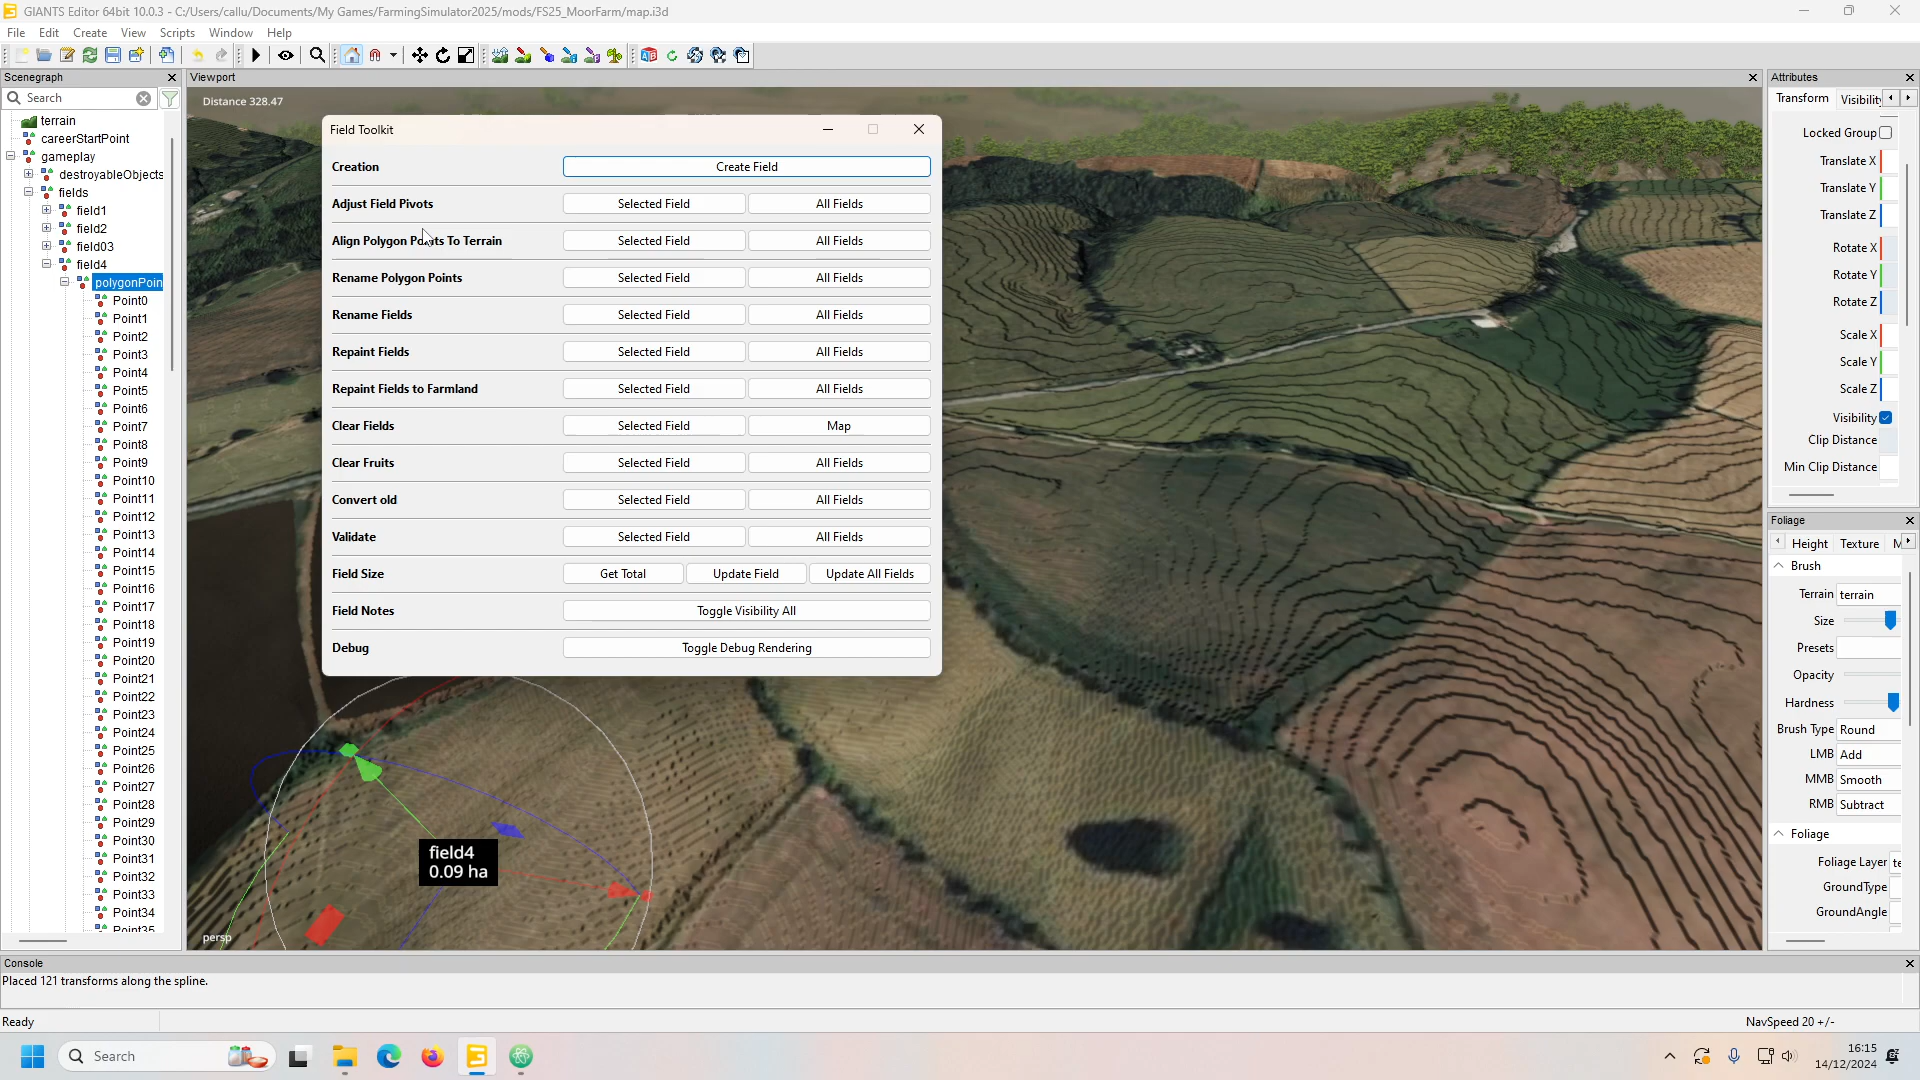 GIANTS Editor 64bit 10.0.3 - C:/Users/callu/Documents/My Games/FarmingSimulator2025/mods/FS25_MoorFarm/map.i3d
File Edit Create View Scripts Window Help
Scenegraph
Search
terrain
careerStartPoint
gameplay
destroyableObjects
fields
field1
field2
field03
field4
polygonPoin
Point0
Point1
Point2
Point3
Point4
Point5
Point6
Point7
Point8
Point9
Point10
Point11
Point12
Point13
Point14
Point15
Point16
Point17
Point18
Point19
Point20
Point21
Point22
Point23
Point24
Point25
Point26
Point27
Point28
Point29
Point30
Point31
Point32
Point33
Point34
Point35
Viewport
Distance 328.47
Field Toolkit
Creation Create Field
Adjust Field Pivots Selected Field All Fields
Align Polygon Points To Terrain Selected Field All Fields
Rename Polygon Points Selected Field All Fields
Rename Fields Selected Field All Fields
Repaint Fields Selected Field All Fields
Repaint Fields to Farmland Selected Field All Fields
Clear Fields Selected Field Map
Clear Fruits Selected Field All Fields
Convert old Selected Field All Fields
Validate Selected Field All Fields
Field Size Get Total Update Field Update All Fields
Field Notes Toggle Visibility All
Debug Toggle Debug Rendering
field4
0.09 ha
persp
Attributes
Transform Visibility
Locked Group
Translate X
Translate Y
Translate Z
Rotate X
Rotate Y
Rotate Z
Scale X
Scale Y
Scale Z
Visibility
Clip Distance
Min Clip Distance
Foliage
Height Texture M
Brush
Terrain terrain
Size
Presets
Opacity
Hardness
Brush Type Round
LMB Add
MMB Smooth
RMB Subtract
Foliage
Foliage Layer te
GroundType
GroundAngle
Console
Placed 121 transforms along the spline.
Ready
NavSpeed 20 +/-
Search
16:15
14/12/2024